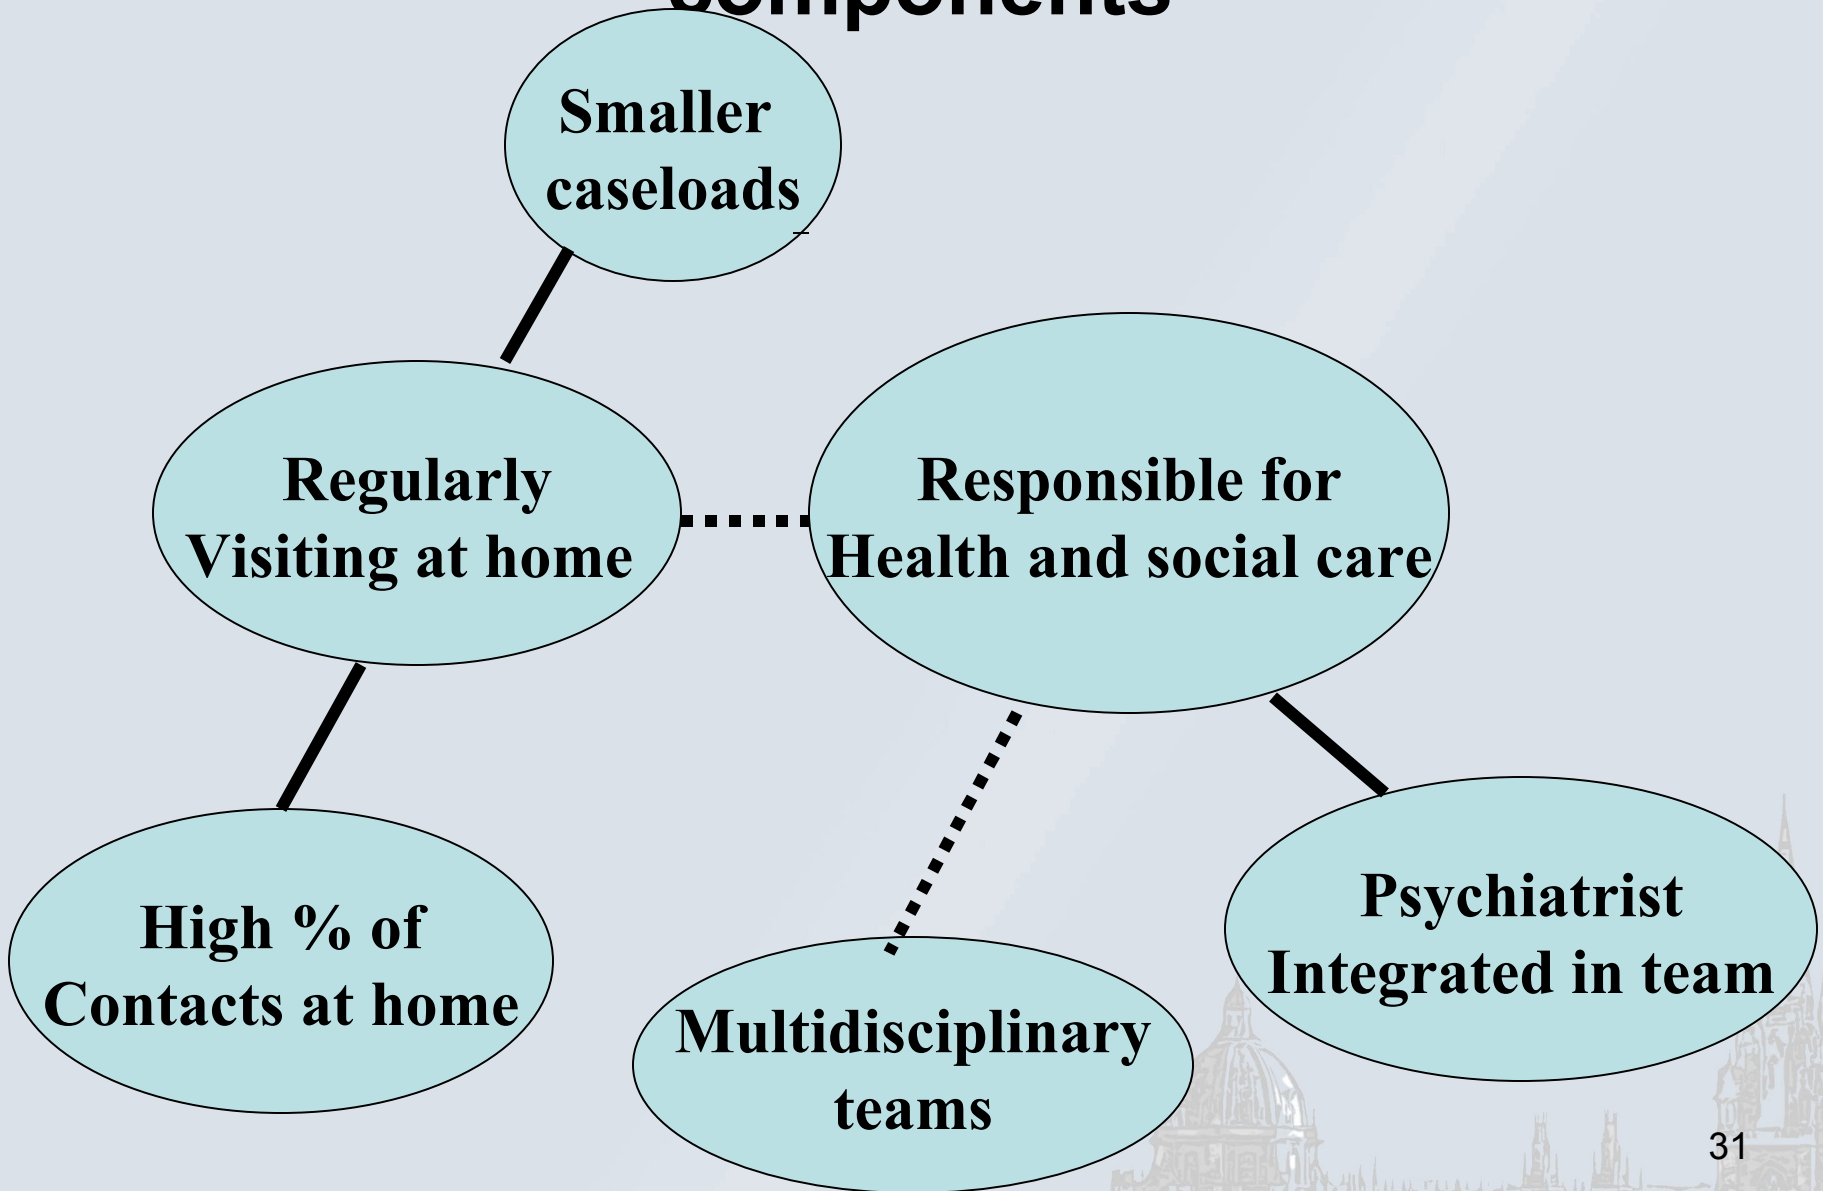 components
Smaller
caseloads
Regularly
Visiting at home
Responsible for
Health and social care
High % of
Contacts at home
Multidisciplinary
teams
Psychiatrist
Integrated in team
31